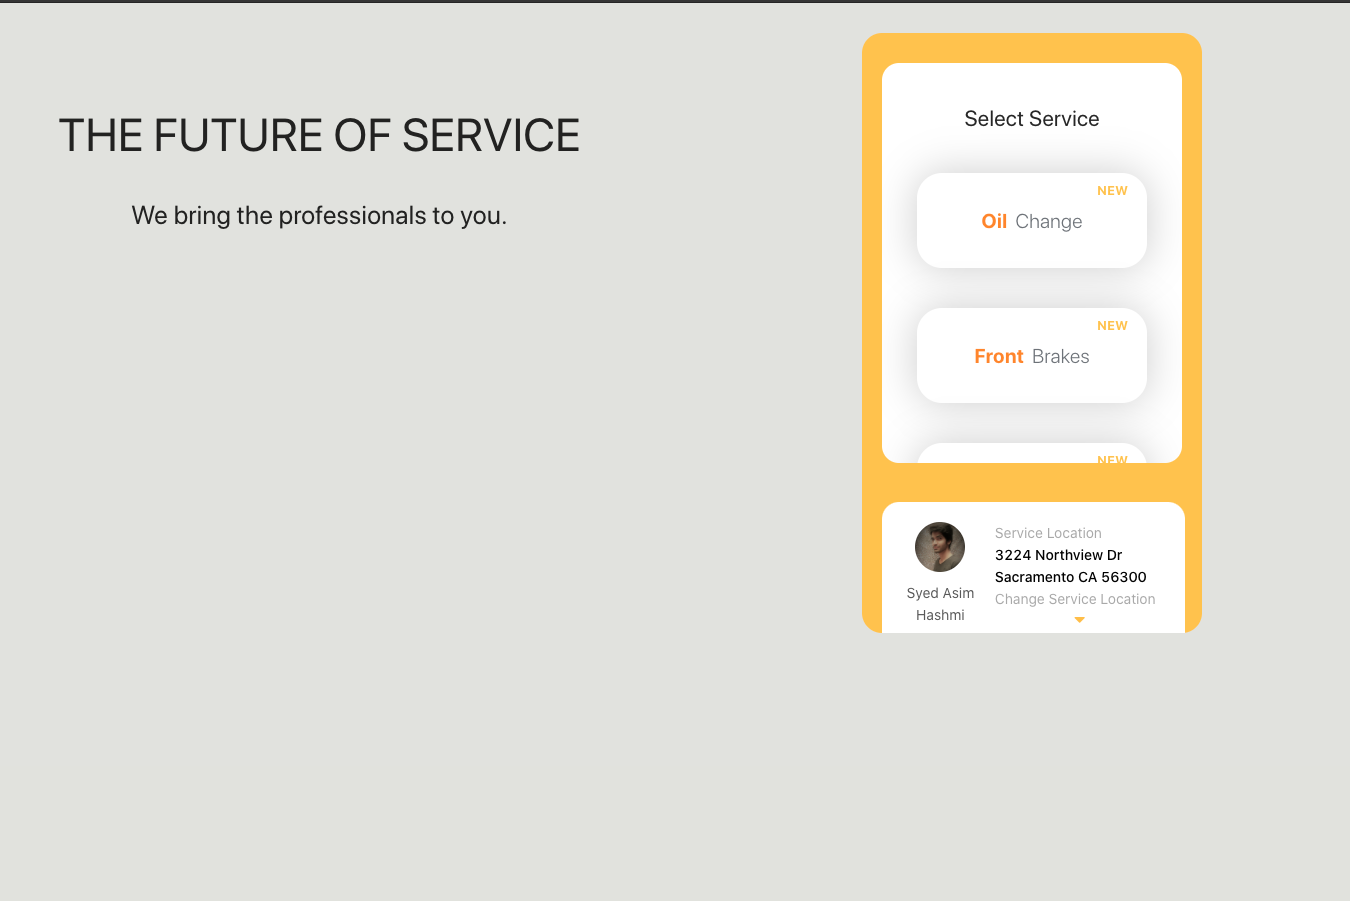 THE FUTURE OF SERVICE
We bring the professionals to you.
Select Service
NEW
Oil Change
NEW
Front Brakes
NEW
Syed Asim
Hashmi
Service Location
3224 Northview Dr
Sacramento CA 56300
Change Service Location